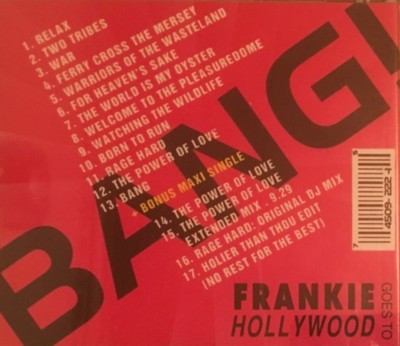 BANG!
1. RELAX
2. TWO TRIBES
3. WAR
4. FERRY CROSS THE MERSEY
5. WARRIORS OF THE WASTELAND
6. FOR HEAVEN'S SAKE
7. THE WORLD IS MY OYSTER
8. WELCOME TO THE PLEASUREDOME
9. WATCHING THE WILDLIFE
10. BORN TO RUN
11. RAGE HARD
12. THE POWER OF LOVE
13. BANG
+ BONUS MAXI SINGLE
14. THE POWER OF LOVE
15. THE POWER OF LOVE
EXTENDED MIX - 9.29
16. RAGE HARD: ORIGINAL DJ MIX
17. HOLIER THAN THOU EDIT
(NO REST FOR THE BEST)
FRANKIE
GOES TO
HOLLYWOOD